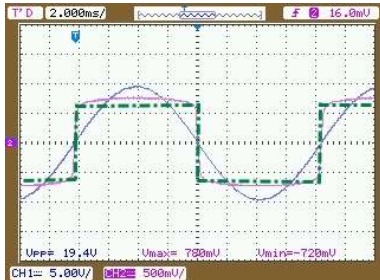 T'D 2.000ms/ T 2 16.0mV
T T
2
Vpp= 19.4V Vmax= 780mV Vmin=-720mV
CH1= 5.00V/ CH2= 500mV/